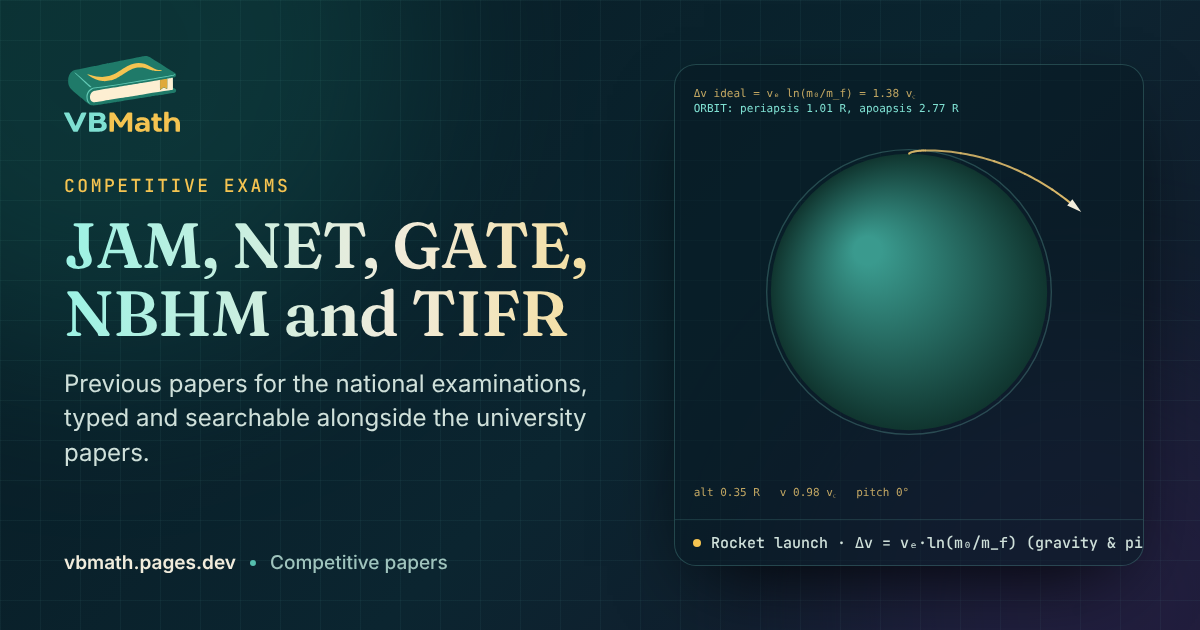 VBMath
COMPETITIVE EXAMS
JAM, NET, GATE,
NBHM and TIFR
Previous papers for the national examinations,
typed and searchable alongside the university
papers.
vbmath.pages.dev • Competitive papers
Δv ideal = vₑ ln(m₀/m_f) = 1.38 v
ORBIT: periapsis 1.01 R, apoapsis 2.77 R
alt 0.35 R v 0.98 v pitch 0°
Rocket launch · Δv = vₑ·ln(m₀/m_f) (gravity & pi